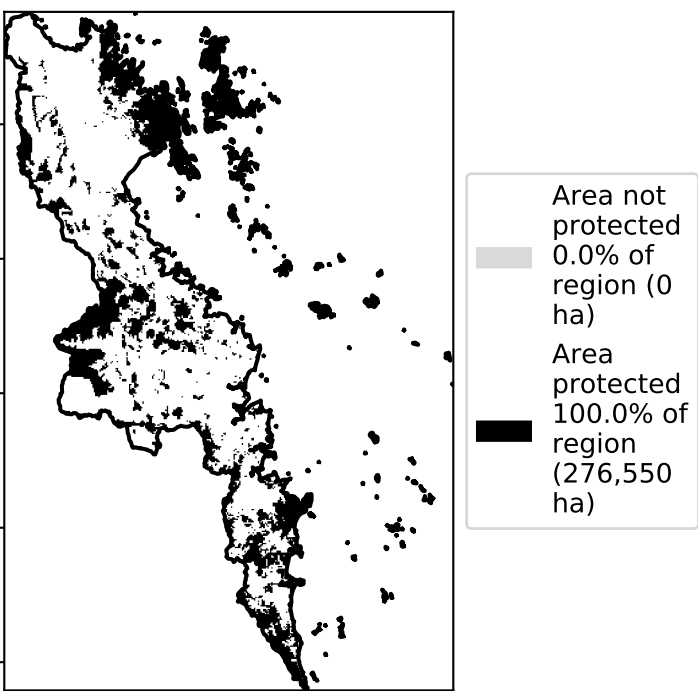 Area not
protected
0.0% of
region (0
ha)
Area
protected
100.0% of
region
(276,550
ha)